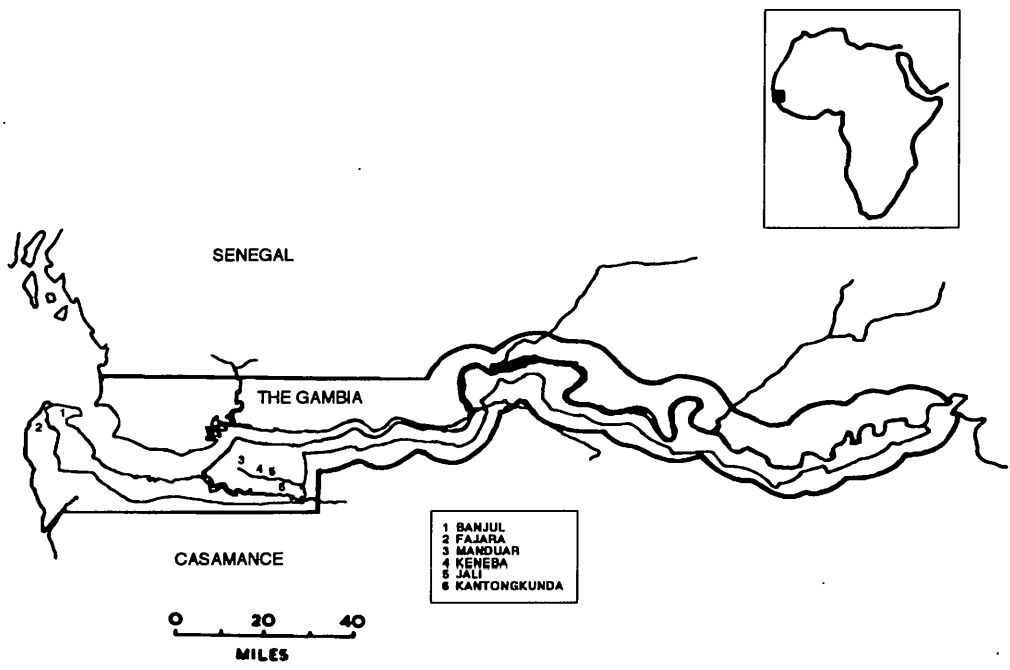 SENEGAL
THE GAMBIA
1
2
3 4 5
6
1 BANJUL
2 FAJARA
3 MANDUAR
4 KENEBA
5 JALI
6 KANTONGKUNDA
CASAMANCE
0 20 40
MILES